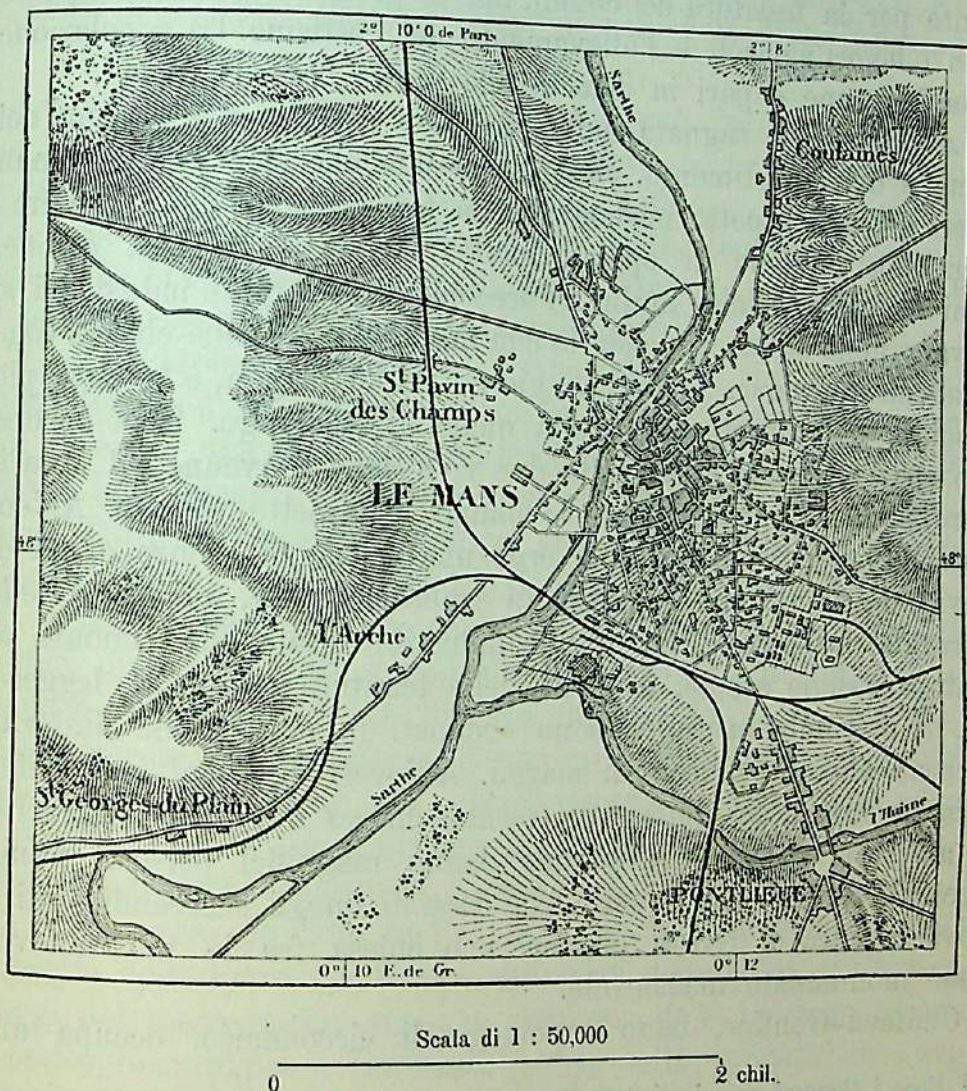 2° 10' O. de Paris
2° 8'
Sarthe
Coulaines
St. Pavin
des Champs
LE MANS
48°
48°
L'Arche
St. Georges-du-Plain
Sarthe
l'Huisne
PONTLIEUE
0° 10' E. de Gr.
0° 12'
Scala di 1 : 50,000
0
2 chil.